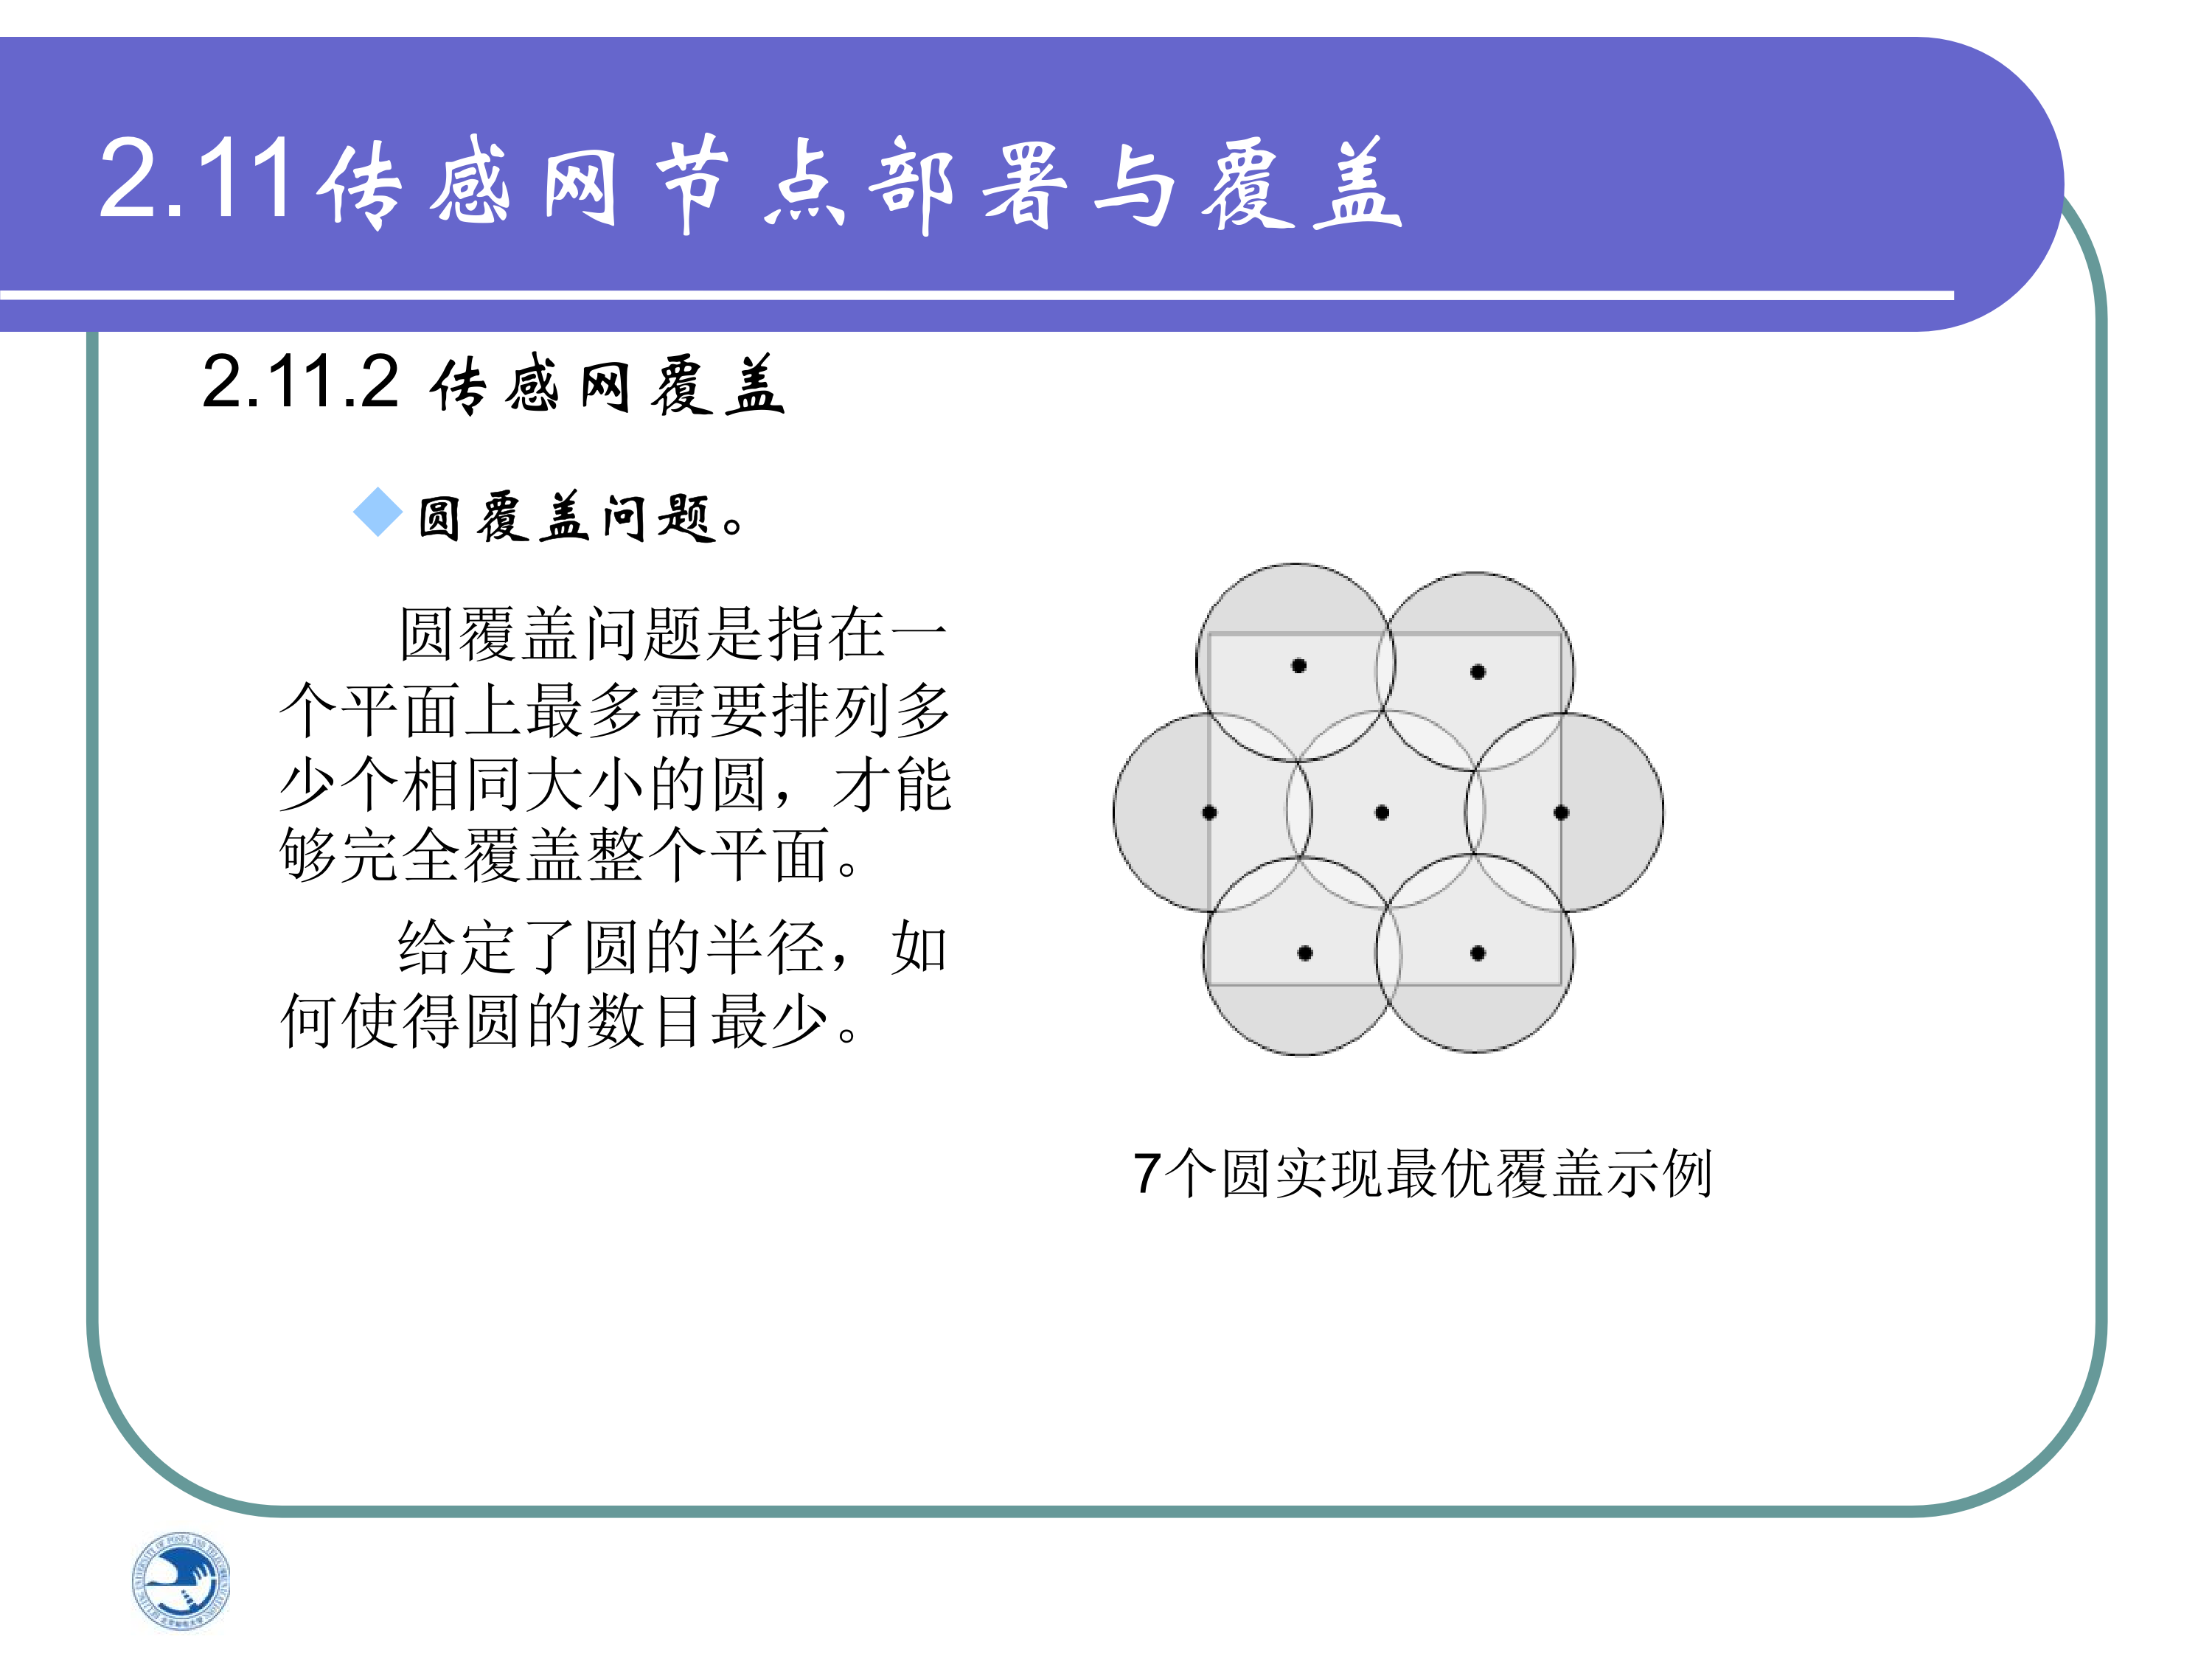 2.11传感网节点部署与覆盖
2.11.2 传感网覆盖
圆覆盖问题。
圆覆盖问题是指在一
个平面上最多需要排列多
少个相同大小的圆，才能
够完全覆盖整个平面。
给定了圆的半径，如
何使得圆的数目最少。
7个圆实现最优覆盖示例